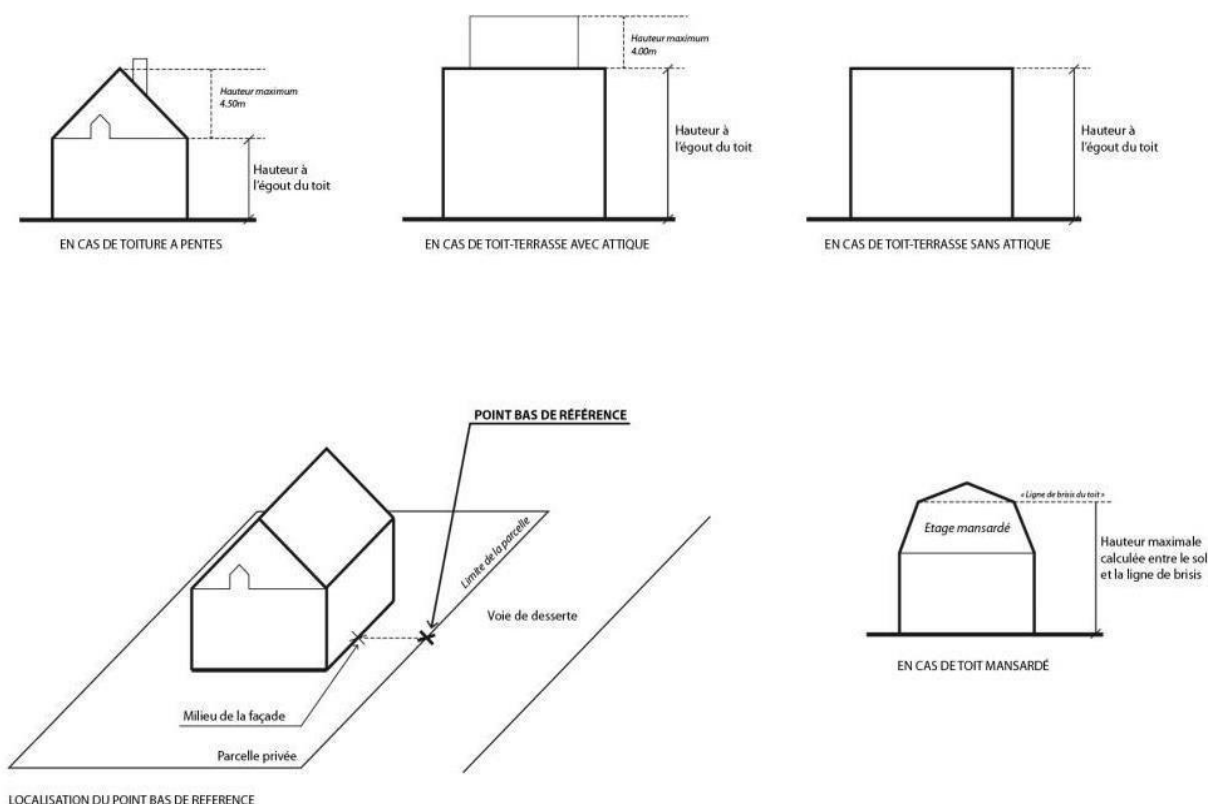 Hauteur maximum
4.50m
Hauteur à
l'égout du toit
EN CAS DE TOITURE A PENTES
Hauteur maximum
4.00m
Hauteur à
l'égout du toit
EN CAS DE TOIT-TERRASSE AVEC ATTIQUE
Hauteur à
l'égout du toit
EN CAS DE TOIT-TERRASSE SANS ATTIQUE
POINT BAS DE RÉFÉRENCE
Limite de la parcelle
Voie de desserte
Milieu de la façade
Parcelle privée
LOCALISATION DU POINT BAS DE REFERENCE
« Ligne de brisis du toit »
Etage mansardé
Hauteur maximale
calculée entre le sol
et la ligne de brisis
EN CAS DE TOIT MANSARDÉ